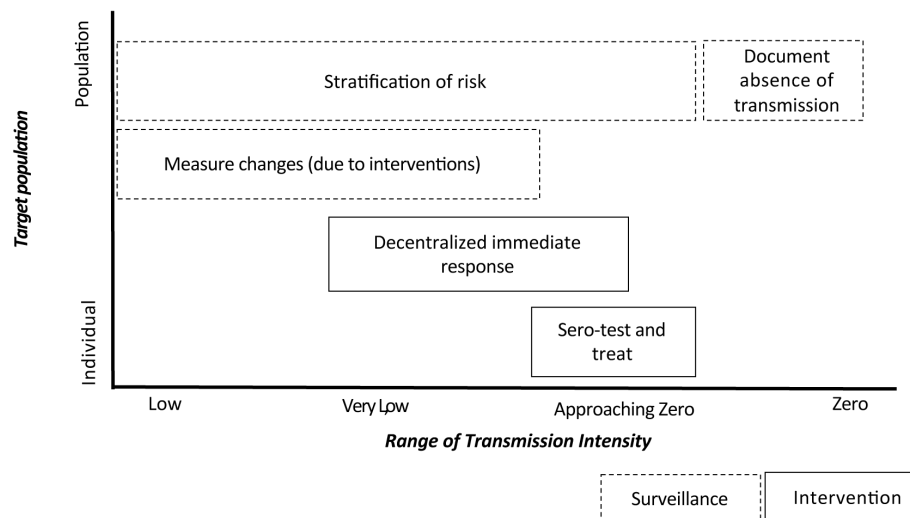 Population
Stratification of risk
Document
absence of
transmission
Target population
Measure changes (due to interventions)
Decentralized immediate
response
Individual
Sero-test and
treat
Low
Very Low
Approaching Zero
Zero
Range of Transmission Intensity
Surveillance
Intervention